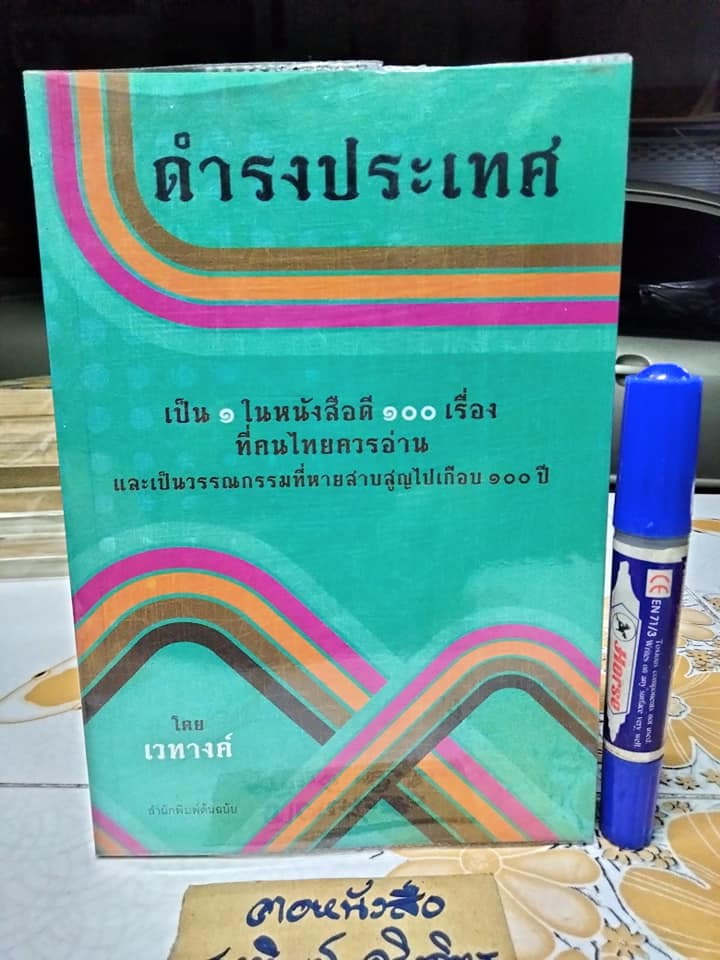 ดำรงประเทศ
เป็น ๑ ในหนังสือดี ๑๐๐ เรื่อง
ที่คนไทยควรอ่าน
และเป็นวรรณกรรมที่หายสาบสูญไปเกือบ ๑๐๐ ปี
โดย
เวทางค์
สำนักพิมพ์ต้นฉบับ
CE EN 71/3
Horse
หนังสือ